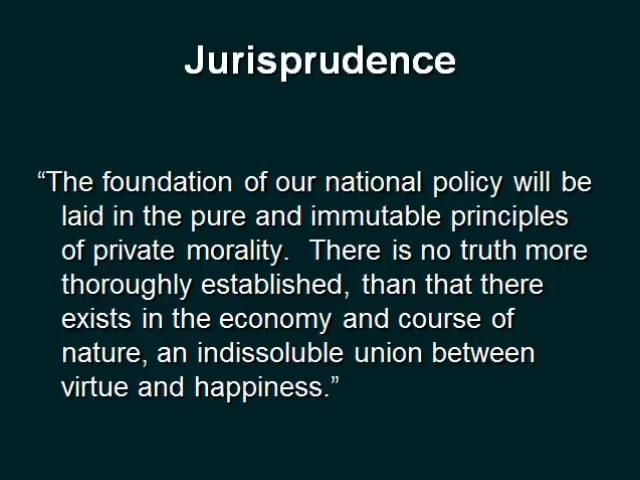 Jurisprudence
“The foundation of our national policy will be
laid in the pure and immutable principles
of private morality.  There is no truth more
thoroughly established, than that there
exists in the economy and course of
nature, an indissoluble union between
virtue and happiness.”